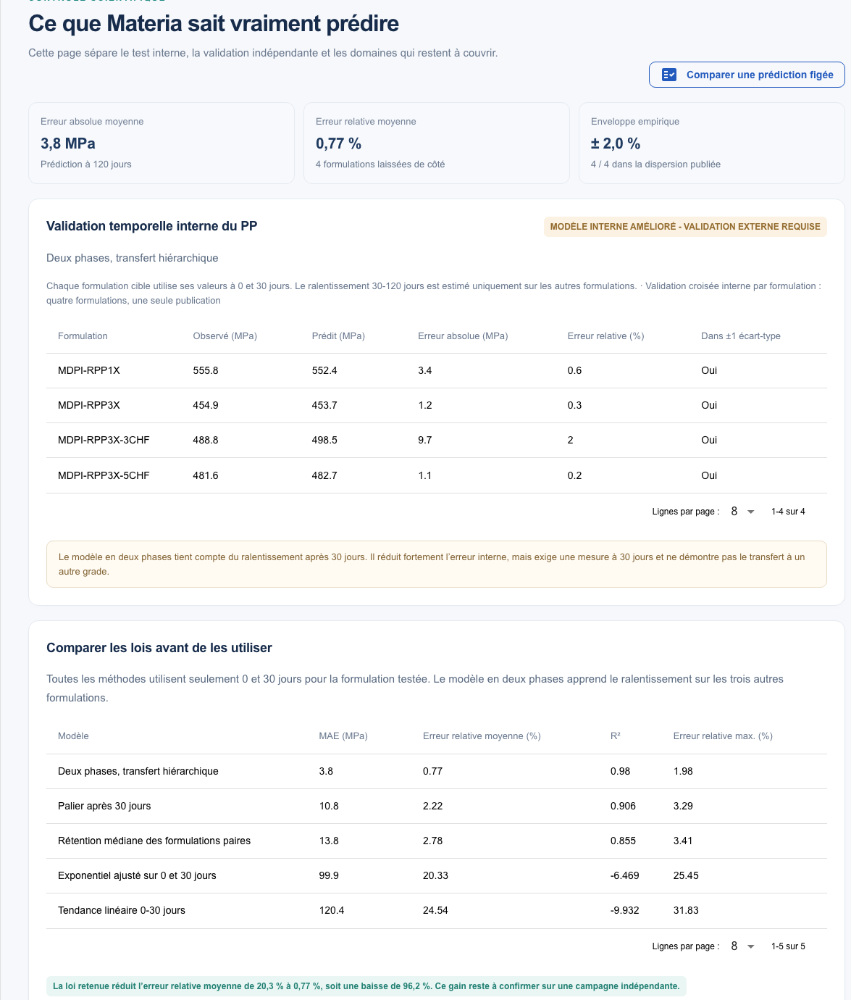 Ce que Materia sait vraiment prédire
Cette page sépare le test interne, la validation indépendante et les domaines qui restent à couvrir.
Comparer une prédiction figée
Erreur absolue moyenne
3,8 MPa
Prédiction à 120 jours
Erreur relative moyenne
0,77 %
4 formulations laissées de côté
Enveloppe empirique
± 2,0 %
4 / 4 dans la dispersion publiée
Validation temporelle interne du PP
MODÈLE INTERNE AMÉLIORÉ - VALIDATION EXTERNE REQUISE
Deux phases, transfert hiérarchique
Chaque formulation cible utilise ses valeurs à 0 et 30 jours. Le ralentissement 30-120 jours est estimé uniquement sur les autres formulations. · Validation croisée interne par formulation :
quatre formulations, une seule publication
Formulation Observé (MPa) Prédit (MPa) Erreur absolue (MPa) Erreur relative (%) Dans ±1 écart-type
MDPI-RPP1X 555.8 552.4 3.4 0.6 Oui
MDPI-RPP3X 454.9 453.7 1.2 0.3 Oui
MDPI-RPP3X-3CHF 488.8 498.5 9.7 2 Oui
MDPI-RPP3X-5CHF 481.6 482.7 1.1 0.2 Oui
Lignes par page : 8 1-4 sur 4
Le modèle en deux phases tient compte du ralentissement après 30 jours. Il réduit fortement l'erreur interne, mais exige une mesure à 30 jours et ne démontre pas le transfert à un
autre grade.
Comparer les lois avant de les utiliser
Toutes les méthodes utilisent seulement 0 et 30 jours pour la formulation testée. Le modèle en deux phases apprend le ralentissement sur les trois autres
formulations.
Modèle MAE (MPa) Erreur relative moyenne (%) R² Erreur relative max. (%)
Deux phases, transfert hiérarchique 3.8 0.77 0.98 1.98
Palier après 30 jours 10.8 2.22 0.906 3.29
Rétention médiane des formulations paires 13.8 2.78 0.855 3.41
Exponentiel ajusté sur 0 et 30 jours 99.9 20.33 -6.469 25.45
Tendance linéaire 0-30 jours 120.4 24.54 -9.932 31.83
Lignes par page : 8 1-5 sur 5
La loi retenue réduit l'erreur relative moyenne de 20,3 % à 0,77 %, soit une baisse de 96,2 %. Ce gain reste à confirmer sur une campagne indépendante.